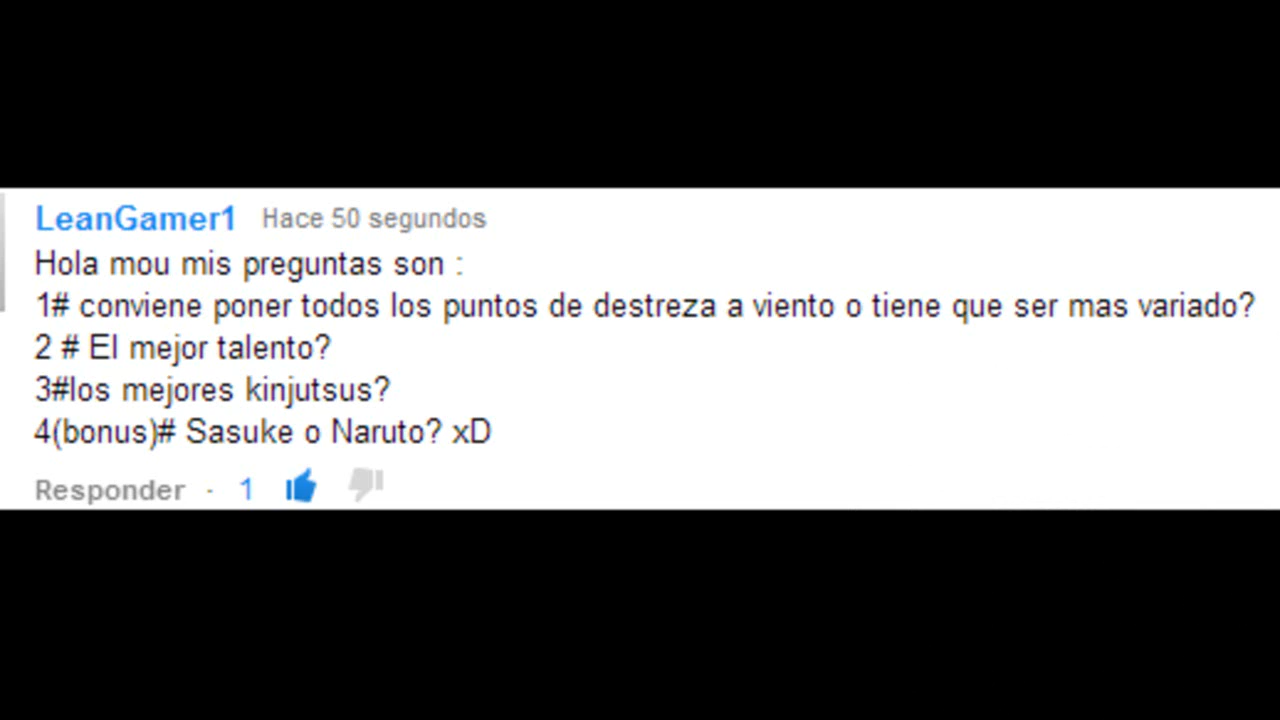 LeanGamer1 Hace 50 segundos
Hola mou mis preguntas son :
1# conviene poner todos los puntos de destreza a viento o tiene que ser mas variado?
2 # El mejor talento?
3#los mejores kinjutsus?
4(bonus)# Sasuke o Naruto? xD
Responder · 1